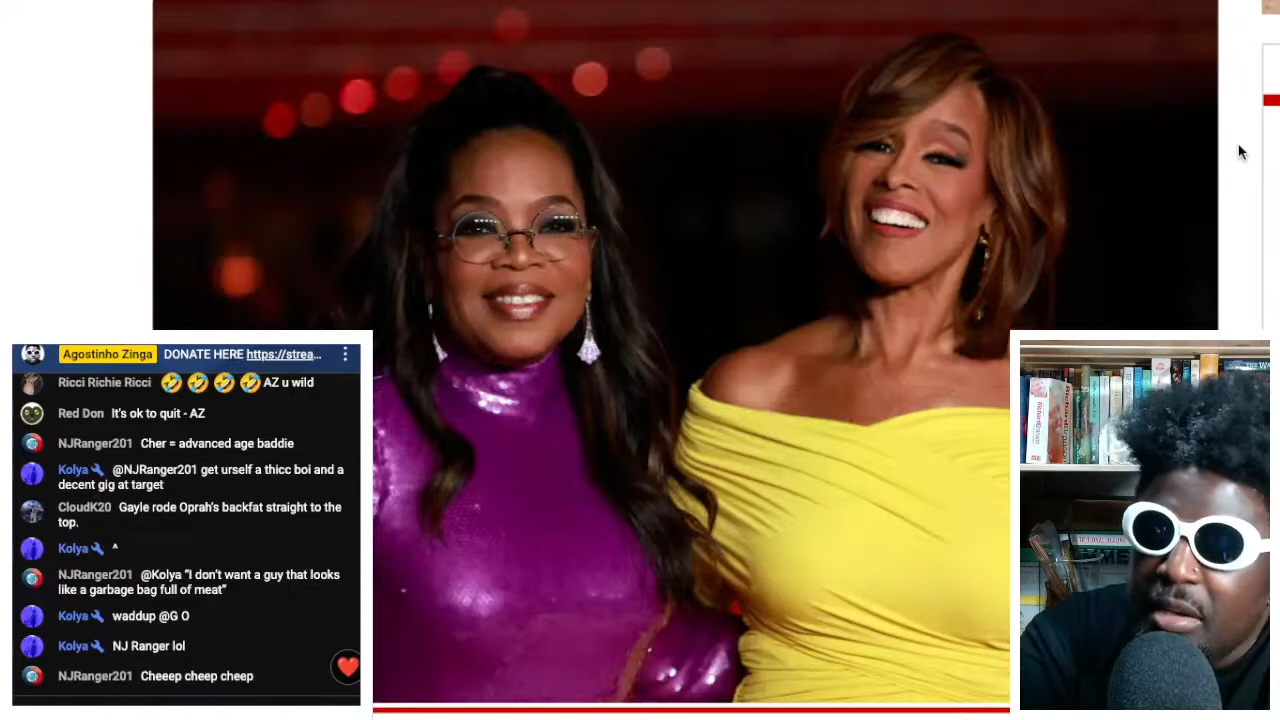 Agostinho Zinga DONATE HERE https://strea...
Ricci Richie Ricci 🤣 🤣 🤣 🤣 AZ u wild
Red Don It's ok to quit - AZ
NJRanger201 Cher = advanced age baddie
Kolya @NJRanger201 get urself a thicc boi and a
decent gig at target
CloudK20 Gayle rode Oprah's backfat straight to the
top.
Kolya ^
NJRanger201 @Kolya “I don’t want a guy that looks
like a garbage bag full of meat”
Kolya waddup @G O
Kolya NJ Ranger lol
NJRanger201 Cheeep cheep cheep